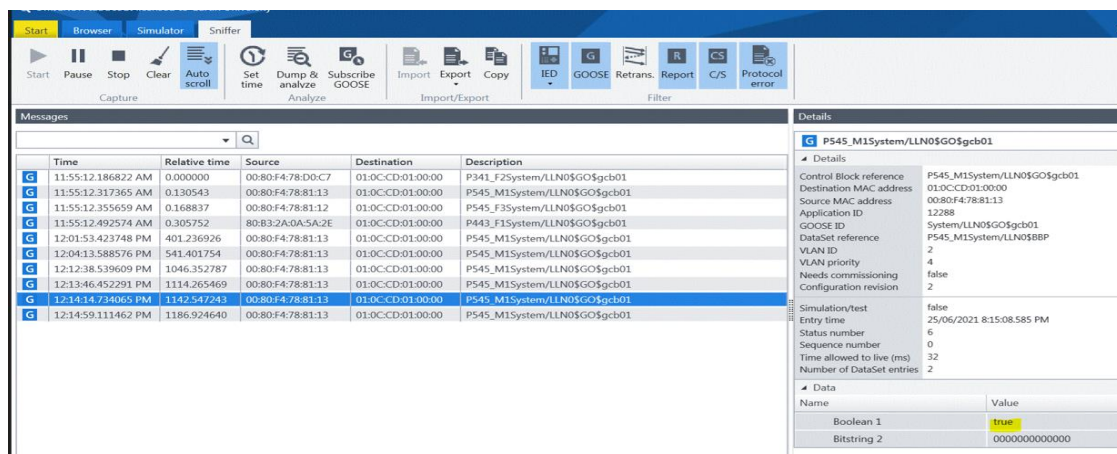 Start Browser Simulator Sniffer
Start Pause Stop Clear Auto scroll Set time Dump & analyze Subscribe GOOSE Import Export Copy IED GOOSE Retrans. Report C/S Protocol error
Capture Analyze Import/Export Filter
Messages
Time Relative time Source Destination Description
G 11:55:12.186822 AM 0.000000 00:80:F4:78:D0:C7 01:0C:CD:01:00:00 P341_F2System/LLN0$GO$gcb01
G 11:55:12.317365 AM 0.130543 00:80:F4:78:81:13 01:0C:CD:01:00:00 P545_M1System/LLN0$GO$gcb01
G 11:55:12.355659 AM 0.168837 00:80:F4:78:81:12 01:0C:CD:01:00:00 P545_F3System/LLN0$GO$gcb01
G 11:55:12.492574 AM 0.305752 80:B3:2A:0A:5A:2E 01:0C:CD:01:00:00 P443_F1System/LLN0$GO$gcb01
G 12:01:53.423748 PM 401.236926 00:80:F4:78:81:13 01:0C:CD:01:00:00 P545_M1System/LLN0$GO$gcb01
G 12:04:13.588576 PM 541.401754 00:80:F4:78:81:13 01:0C:CD:01:00:00 P545_M1System/LLN0$GO$gcb01
G 12:12:38.539609 PM 1046.352787 00:80:F4:78:81:13 01:0C:CD:01:00:00 P545_M1System/LLN0$GO$gcb01
G 12:13:46.452291 PM 1114.265469 00:80:F4:78:81:13 01:0C:CD:01:00:00 P545_M1System/LLN0$GO$gcb01
G 12:14:14.734065 PM 1142.547243 00:80:F4:78:81:13 01:0C:CD:01:00:00 P545_M1System/LLN0$GO$gcb01
G 12:14:59.111462 PM 1186.924640 00:80:F4:78:81:13 01:0C:CD:01:00:00 P545_M1System/LLN0$GO$gcb01
Details
G P545_M1System/LLN0$GO$gcb01
Details
Control Block reference P545_M1System/LLN0$GO$gcb01
Destination MAC address 01:0C:CD:01:00:00
Source MAC address 00:80:F4:78:81:13
Application ID 12288
GOOSE ID System/LLN0$GO$gcb01
DataSet reference P545_M1System/LLN0$BBP
VLAN ID 2
VLAN priority 4
Needs commissioning false
Configuration revision 2
Simulation/test false
Entry time 25/06/2021 8:15:08.585 PM
Status number 6
Sequence number 0
Time allowed to live (ms) 32
Number of DataSet entries 2
Data
Name Value
Boolean 1 true
Bitstring 2 0000000000000